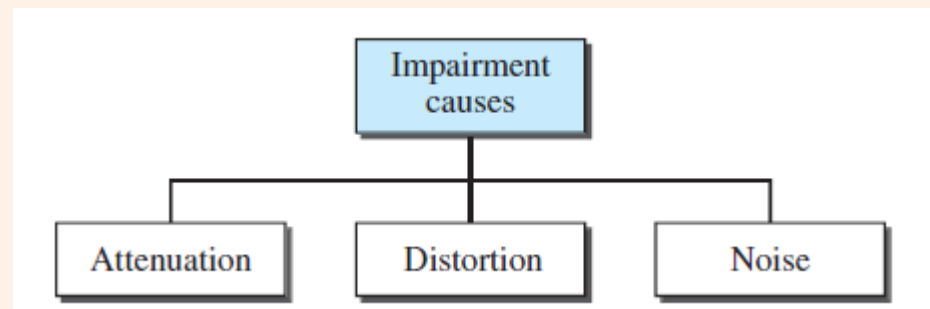 Impairment
causes
Attenuation
Distortion
Noise